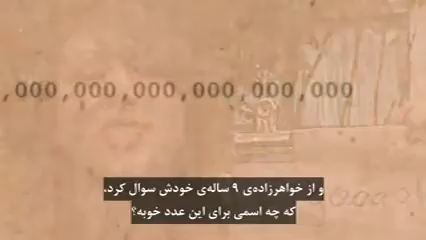 ,000,000,000,000,000,000
و از خواهرزاده‌ی ۹ ساله‌ی خودش سوال کرد،
که چه اسمی برای این عدد خوبه؟